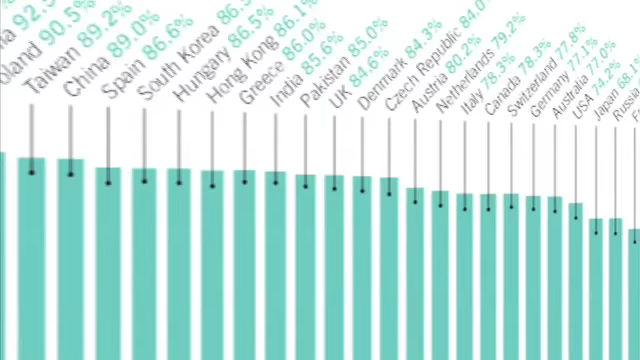 92.
Poland 90.5%
Taiwan 89.2%
China 89.0%
Spain 86.6%
South Korea 86.5
Hungary 86.5%
Hong Kong 86.1%
Greece 86.0%
India 85.6%
Pakistan 85.0%
UK 84.6%
Denmark 84.3%
Czech Republic 84.0%
Austria 80.2%
Netherlands 79.2%
Italy 78.3%
Canada 78.3%
Switzerland 77.8%
Germany 77.1%
Australia 77.0%
USA 74.2%
Japan 68.1%
Russia